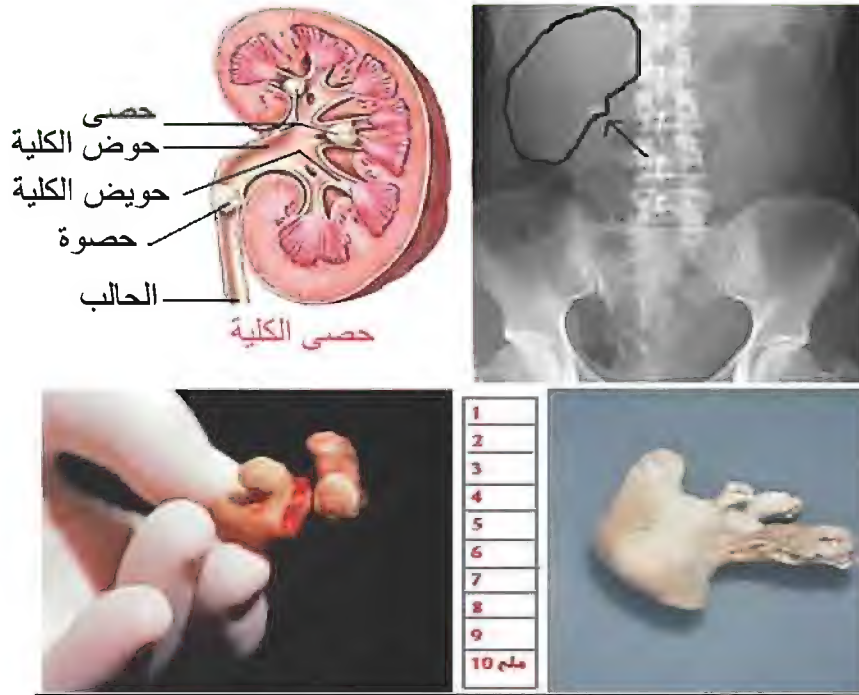 حصى
حوض الكلية
حويض الكلية
حصوة
الحالب
حصى الكلية
1
2
3
4
5
6
7
8
9
10 ملم